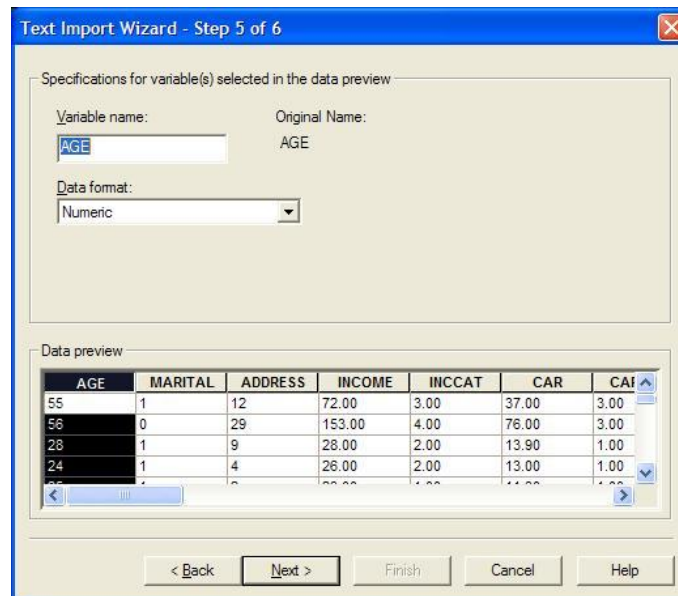 Text Import Wizard - Step 5 of 6
Specifications for variable(s) selected in the data preview
Variable name: Original Name:
AGE AGE
Data format:
Numeric
Data preview
AGE MARITAL ADDRESS INCOME INCCAT CAR
55 1 12 72.00 3.00 37.00 3.00
56 0 29 153.00 4.00 76.00 3.00
28 1 9 28.00 2.00 13.90 1.00
24 1 4 26.00 2.00 13.00 1.00
< Back Next > Finish Cancel Help